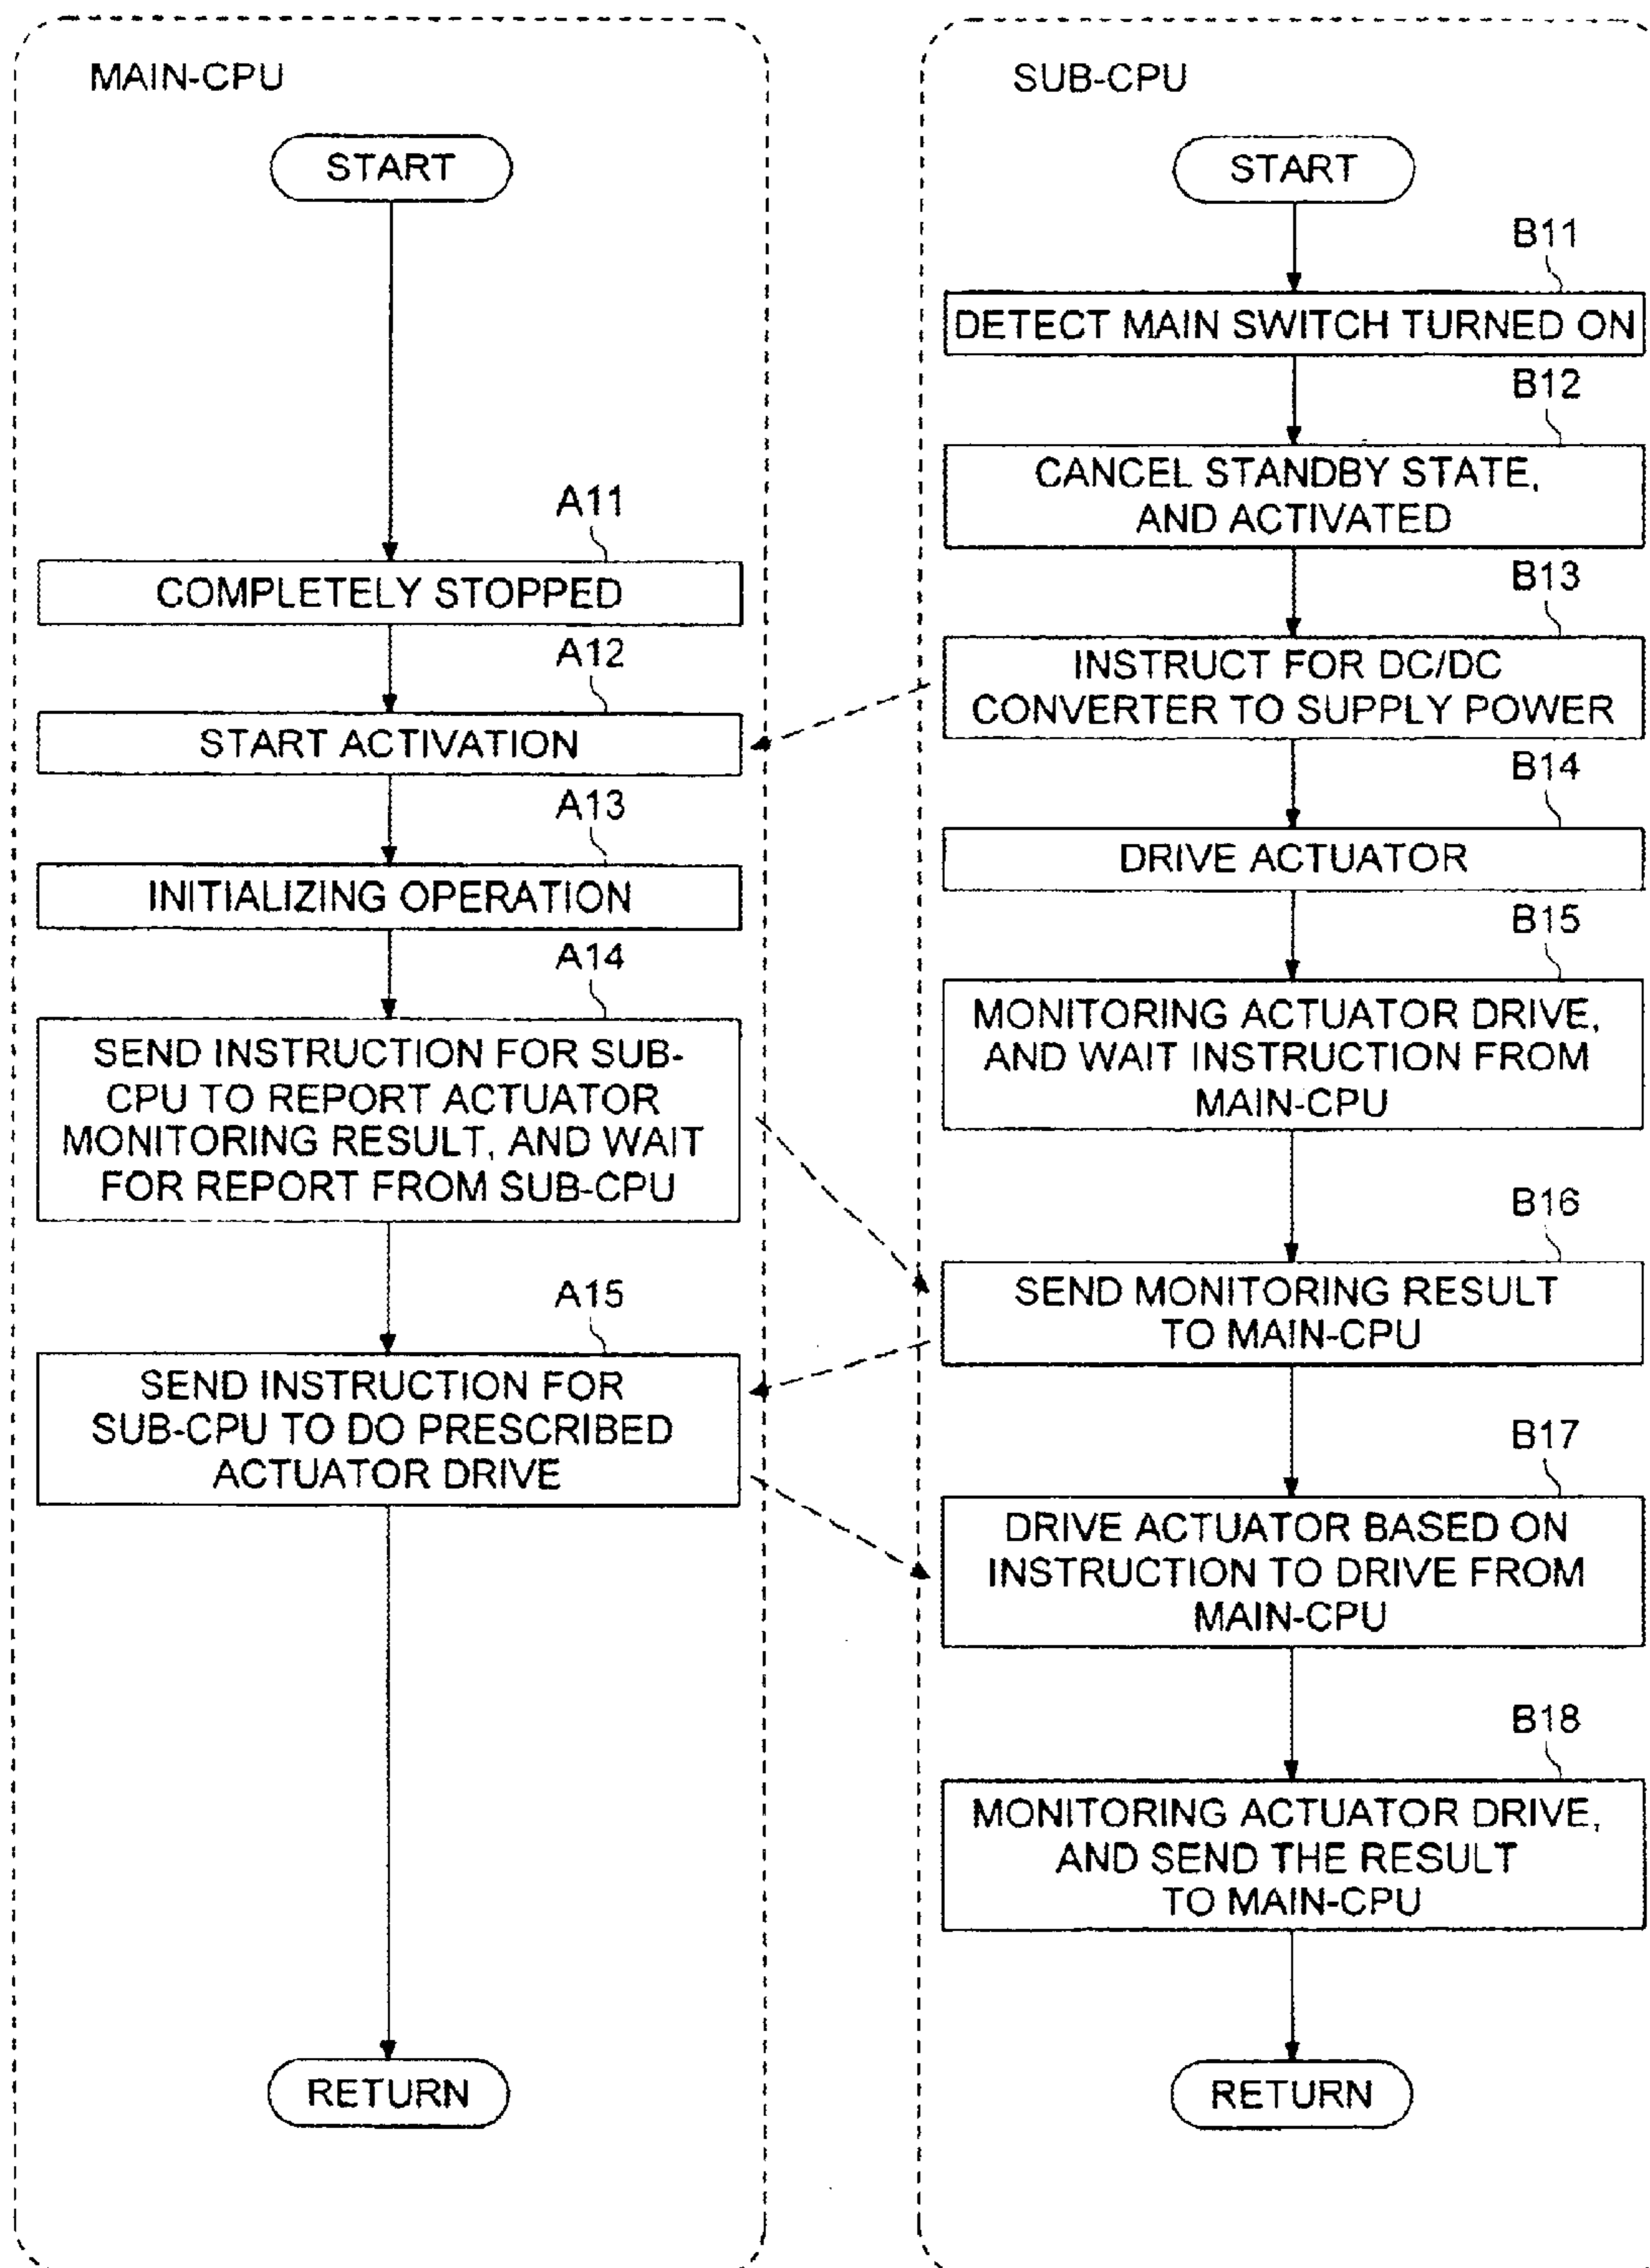 MAIN-CPU
START
A11
COMPLETELY STOPPED
A12
START ACTIVATION
A13
INITIALIZING OPERATION
A14
SEND INSTRUCTION FOR SUB-
CPU TO REPORT ACTUATOR
MONITORING RESULT, AND WAIT
FOR REPORT FROM SUB-CPU
A15
SEND INSTRUCTION FOR
SUB-CPU TO DO PRESCRIBED
ACTUATOR DRIVE
RETURN
SUB-CPU
START
B11
DETECT MAIN SWITCH TURNED ON
B12
CANCEL STANDBY STATE,
AND ACTIVATED
B13
INSTRUCT FOR DC/DC
CONVERTER TO SUPPLY POWER
B14
DRIVE ACTUATOR
B15
MONITORING ACTUATOR DRIVE,
AND WAIT INSTRUCTION FROM
MAIN-CPU
B16
SEND MONITORING RESULT
TO MAIN-CPU
B17
DRIVE ACTUATOR BASED ON
INSTRUCTION TO DRIVE FROM
MAIN-CPU
B18
MONITORING ACTUATOR DRIVE,
AND SEND THE RESULT
TO MAIN-CPU
RETURN